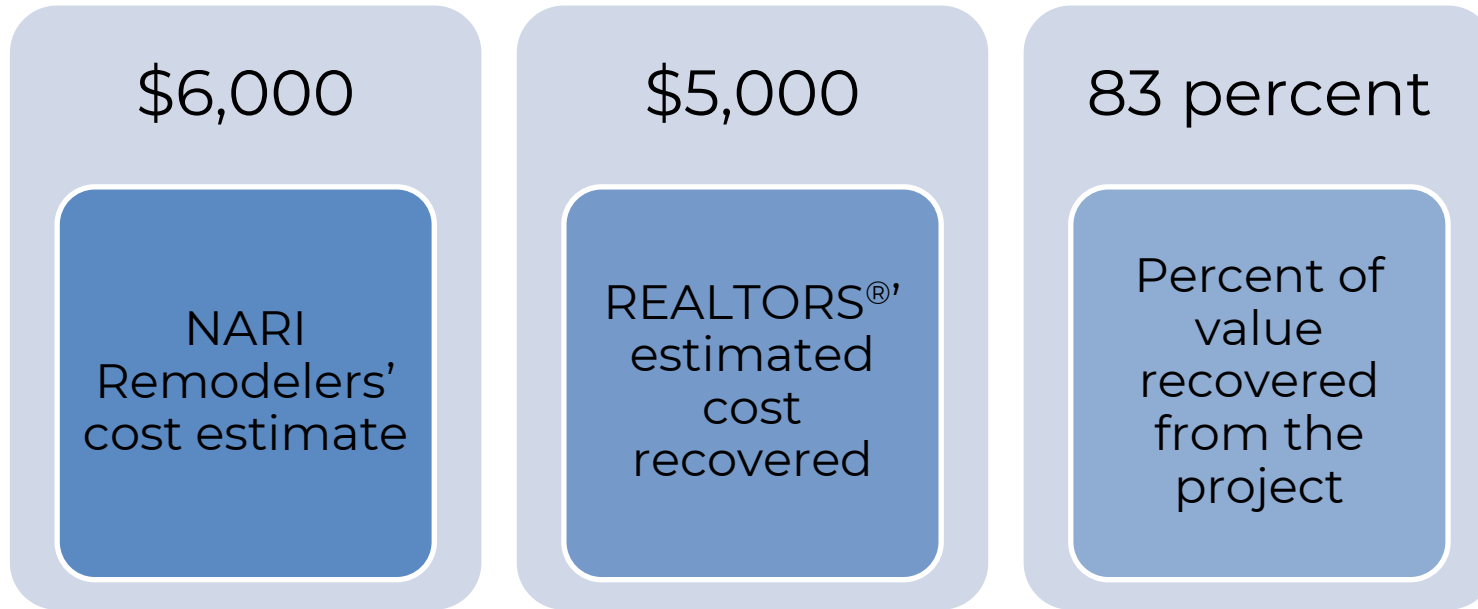 $6,000
NARI
Remodelers’
cost estimate
$5,000
REALTORS®’
estimated
cost
recovered
83 percent
Percent of
value
recovered
from the
project